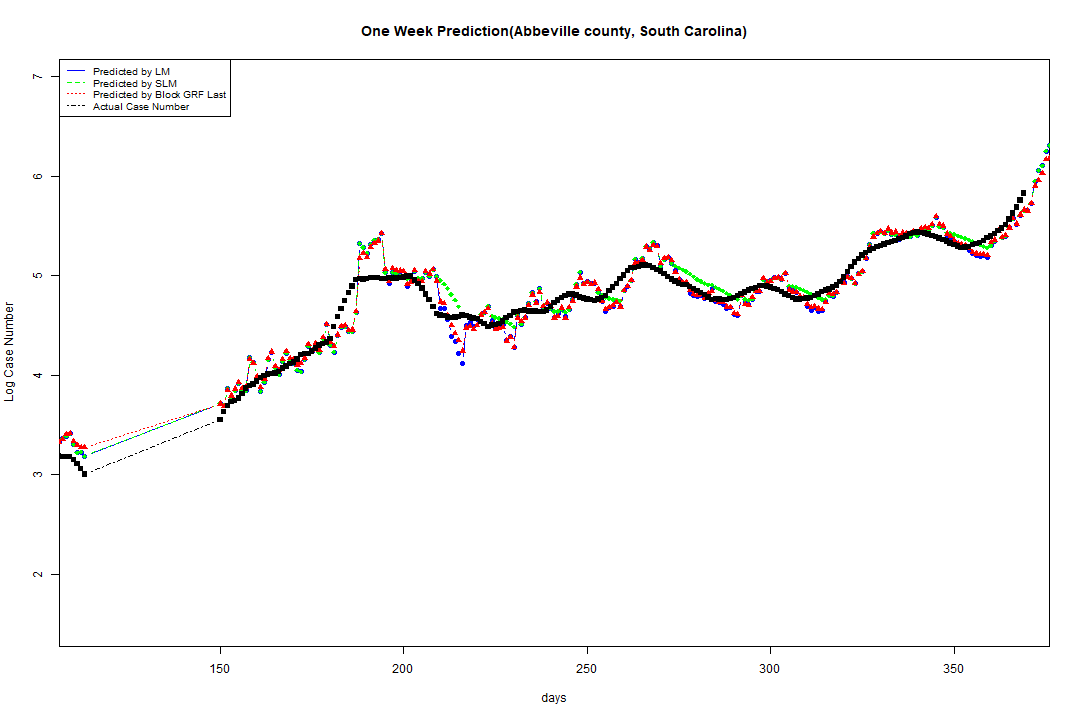 One Week Prediction(Abbeville county, South Carolina)
Predicted by LM
Predicted by SLM
Predicted by Block GRF Last
Actual Case Number
7
6
5
4
3
2
Log Case Number
150 200 250 300 350
days